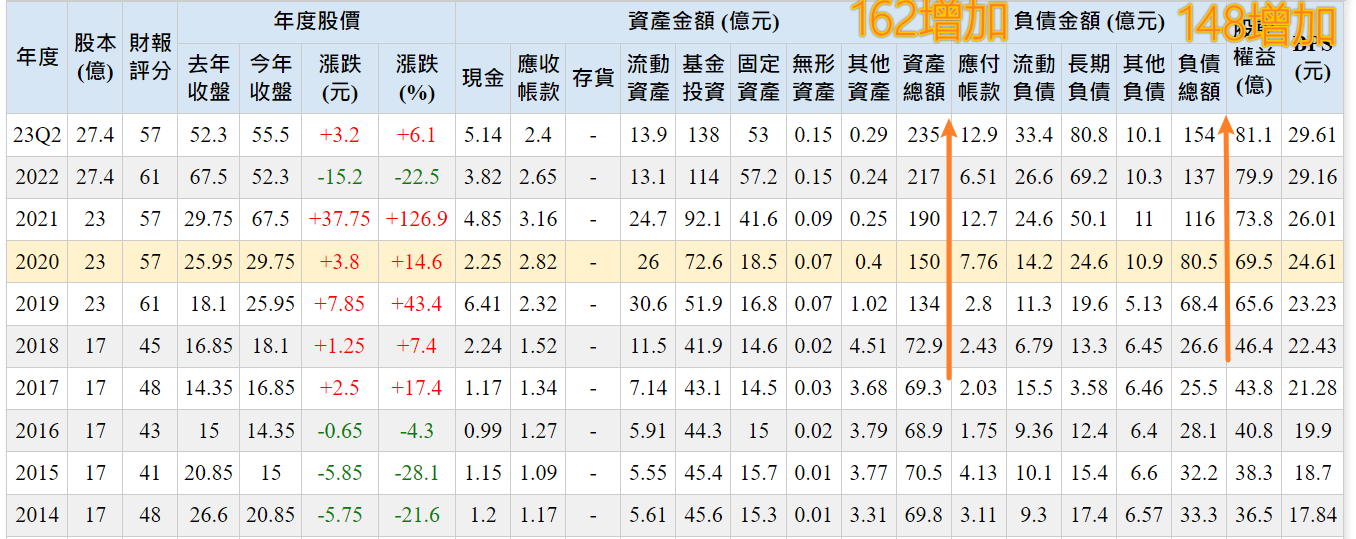 162增加 148增加
年度 股本(億) 財報評分 年度股價 資產金額 (億元) 負債金額 (億元) 權益(億) (元)
去年收盤 今年收盤 漲跌(元) 漲跌(%) 現金 應收帳款 存貨 流動資產 基金投資 固定資產 無形資產 其他資產 資產總額 應付帳款 流動負債 長期負債 其他負債 負債總額
23Q2 27.4 57 52.3 55.5 +3.2 +6.1 5.14 2.4 - 13.9 138 53 0.15 0.29 235 12.9 33.4 80.8 10.1 154 81.1 29.61
2022 27.4 61 67.5 52.3 -15.2 -22.5 3.82 2.65 - 13.1 114 57.2 0.15 0.24 217 6.51 26.6 69.2 10.3 137 79.9 29.16
2021 23 57 29.75 67.5 +37.75 +126.9 4.85 3.16 - 24.7 92.1 41.6 0.09 0.25 190 12.7 24.6 50.1 11 116 73.8 26.01
2020 23 57 25.95 29.75 +3.8 +14.6 2.25 2.82 - 26 72.6 18.5 0.07 0.4 150 7.76 14.2 24.6 10.9 80.5 69.5 24.61
2019 23 61 18.1 25.95 +7.85 +43.4 6.41 2.32 - 30.6 51.9 16.8 0.07 1.02 134 2.8 11.3 19.6 5.13 68.4 65.6 23.23
2018 17 45 16.85 18.1 +1.25 +7.4 2.24 1.52 - 11.5 41.9 14.6 0.02 4.51 72.9 2.43 6.79 13.3 6.45 26.6 46.4 22.43
2017 17 48 14.35 16.85 +2.5 +17.4 1.17 1.34 - 7.14 43.1 14.5 0.03 3.68 69.3 2.03 15.5 3.58 6.46 25.5 43.8 21.28
2016 17 43 15 14.35 -0.65 -4.3 0.99 1.27 - 5.91 44.3 15 0.02 3.79 68.9 1.75 9.36 12.4 6.4 28.1 40.8 19.9
2015 17 41 20.85 15 -5.85 -28.1 1.15 1.09 - 5.55 45.4 15.7 0.01 3.77 70.5 4.13 10.1 15.4 6.6 32.2 38.3 18.7
2014 17 48 26.6 20.85 -5.75 -21.6 1.2 1.17 - 5.61 45.6 15.3 0.01 3.31 69.8 3.11 9.3 17.4 6.57 33.3 36.5 17.84